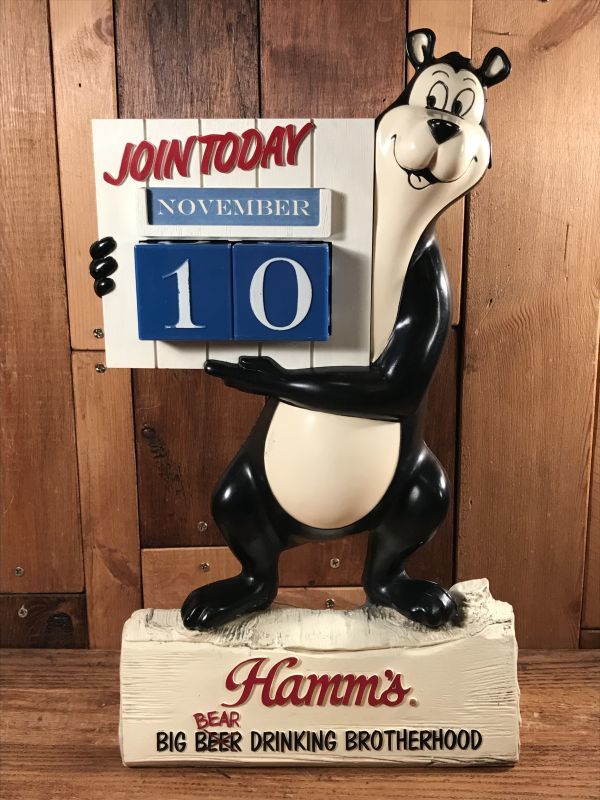 JOIN TODAY
NOVEMBER
10
Hamm's®
BEAR
BIG BEER DRINKING BROTHERHOOD